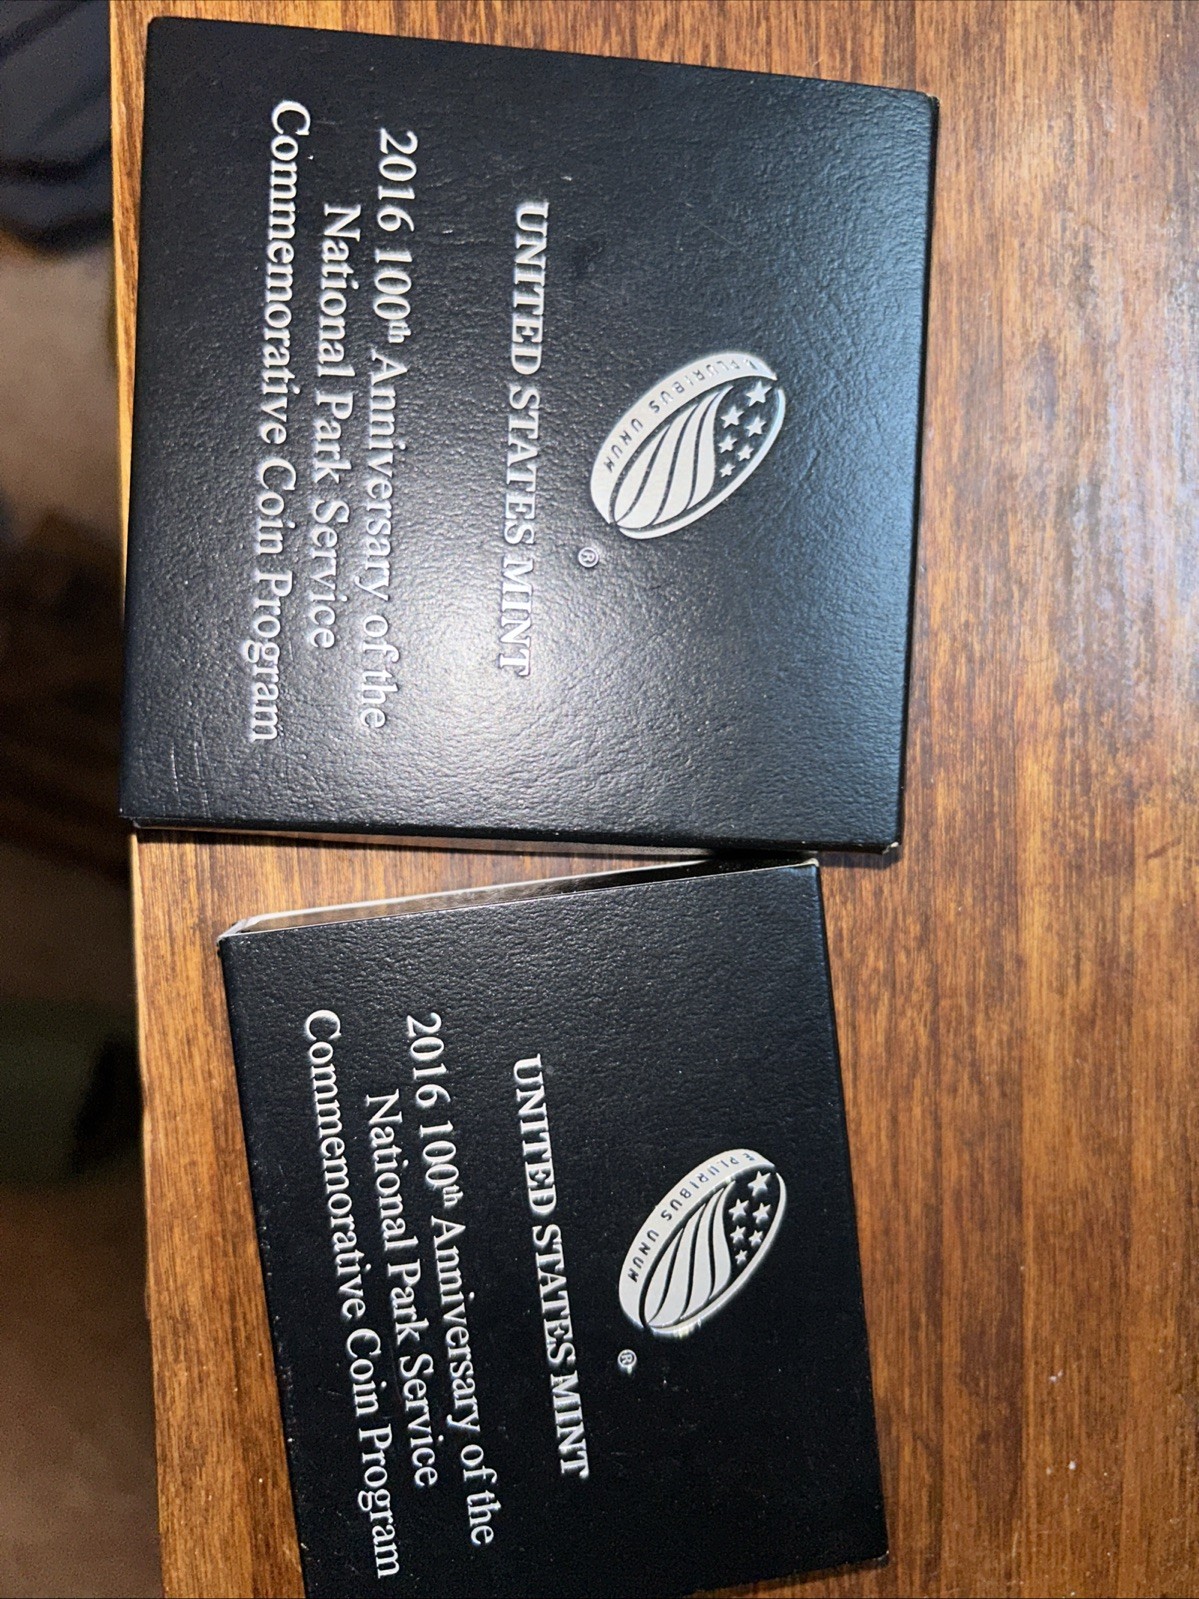 E PLURIBUS UNUM
®
UNITED STATES MINT
2016 100th Anniversary of the
National Park Service
Commemorative Coin Program
E PLURIBUS UNUM
®
UNITED STATES MINT
2016 100th Anniversary of the
National Park Service
Commemorative Coin Program